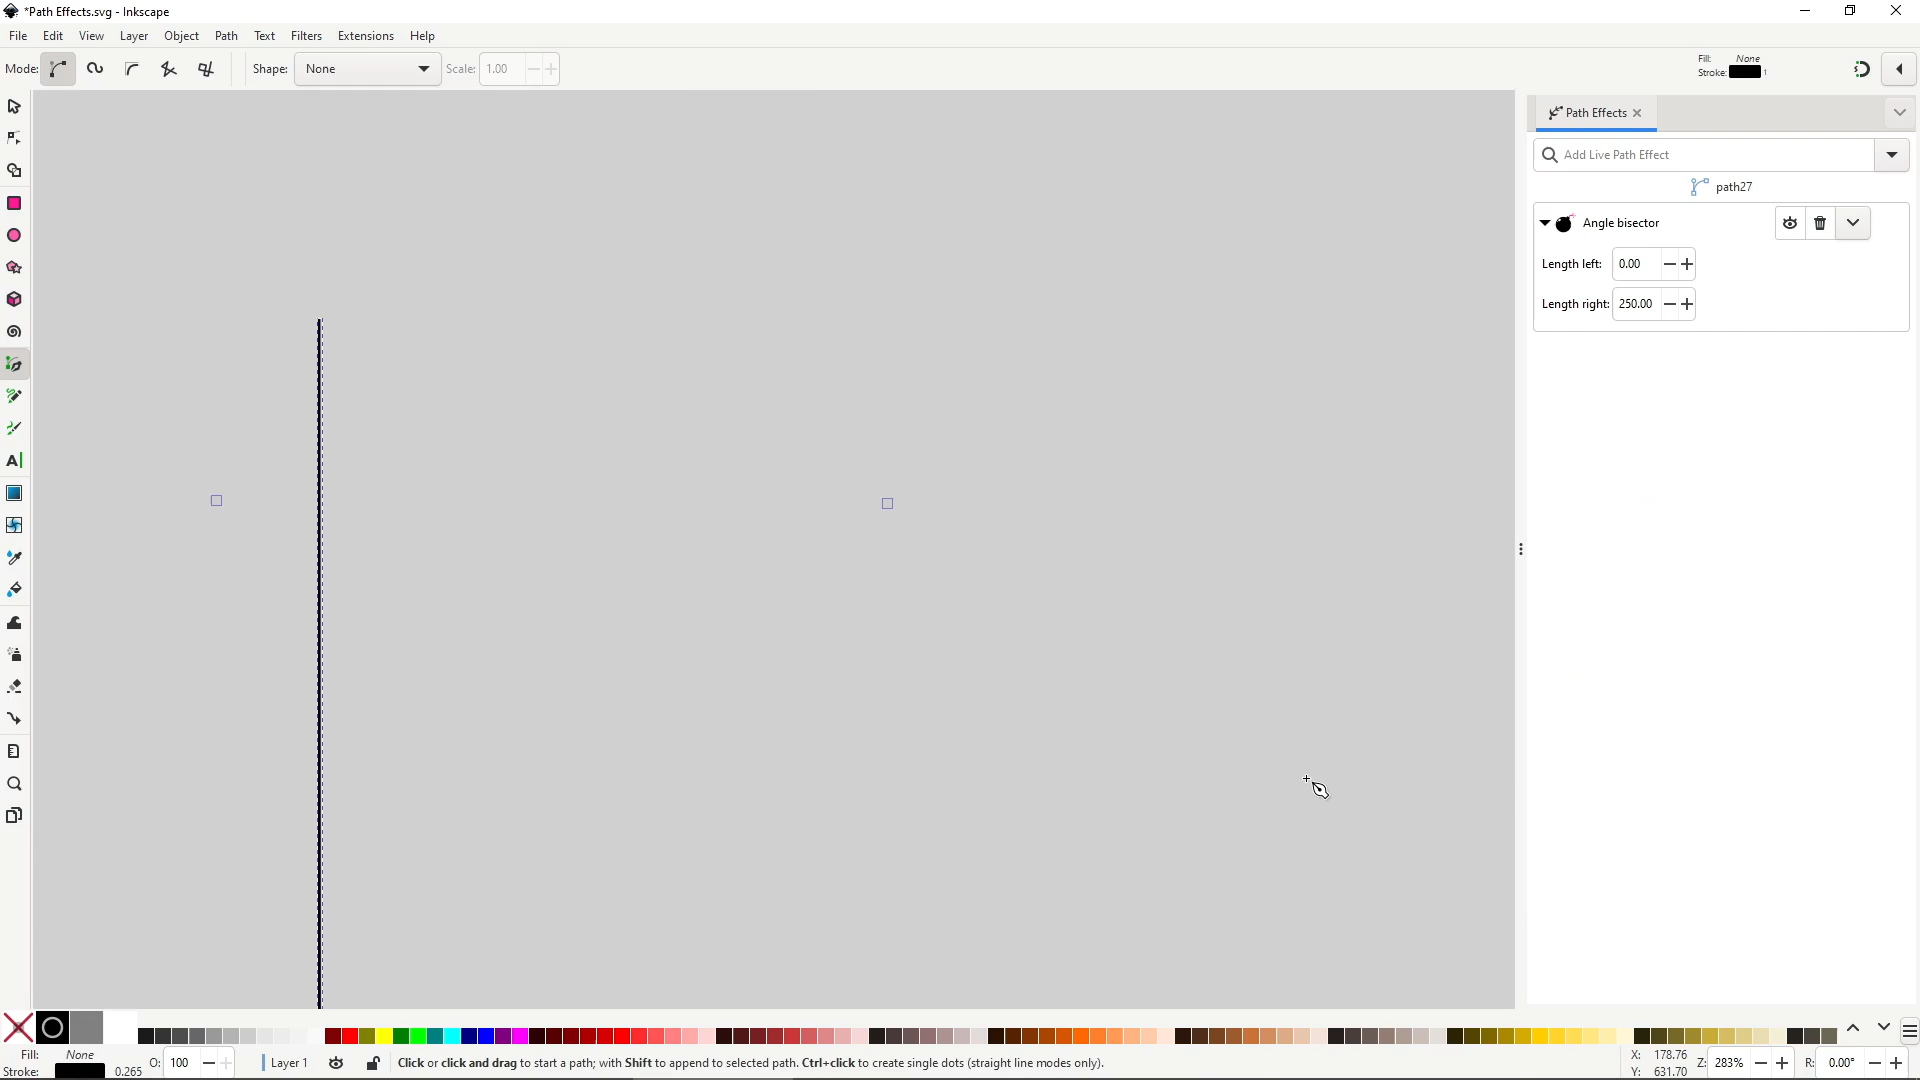 *Path Effects.svg - Inkscape
File Edit View Layer Object Path Text Filters Extensions Help
Mode: Shape: None Scale: 1.00
Fill: None
Stroke: 1
Path Effects
Add Live Path Effect
path27
Angle bisector
Length left: 0.00
Length right: 250.00
Fill: None
Stroke: 0.265
O: 100
Layer 1
Click or click and drag to start a path; with Shift to append to selected path. Ctrl+click to create single dots (straight line modes only).
X: 178.76
Y: 631.70
Z: 283%
R: 0.00°